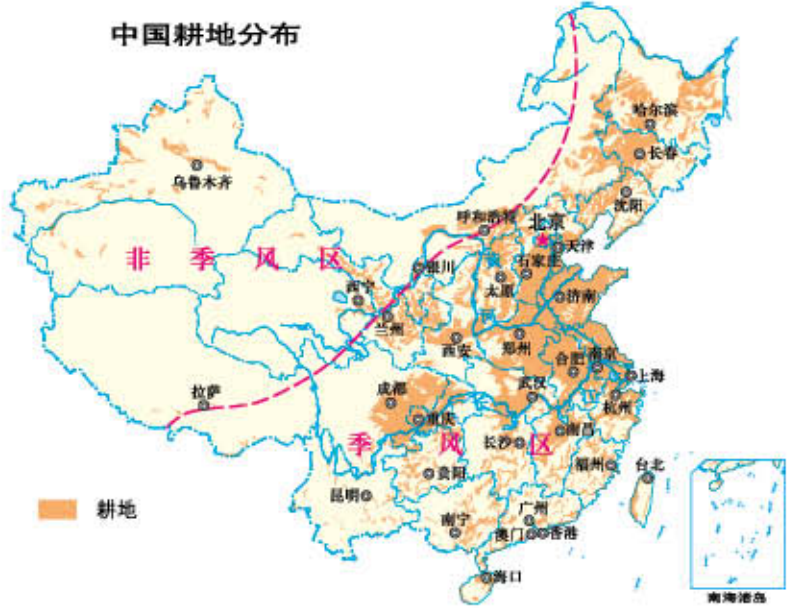 中国耕地分布
哈尔滨
长春
乌鲁木齐
沈阳
呼和浩特
北京
天津
非季风区
银川
石家庄
太原
济南
西宁
兰州
西安
郑州
合肥
南京
上海
拉萨
成都
武汉
杭州
重庆
季风区
长沙
南昌
贵阳
福州
台北
昆明
耕地
南宁
广州
澳门
香港
海口
南海诸岛